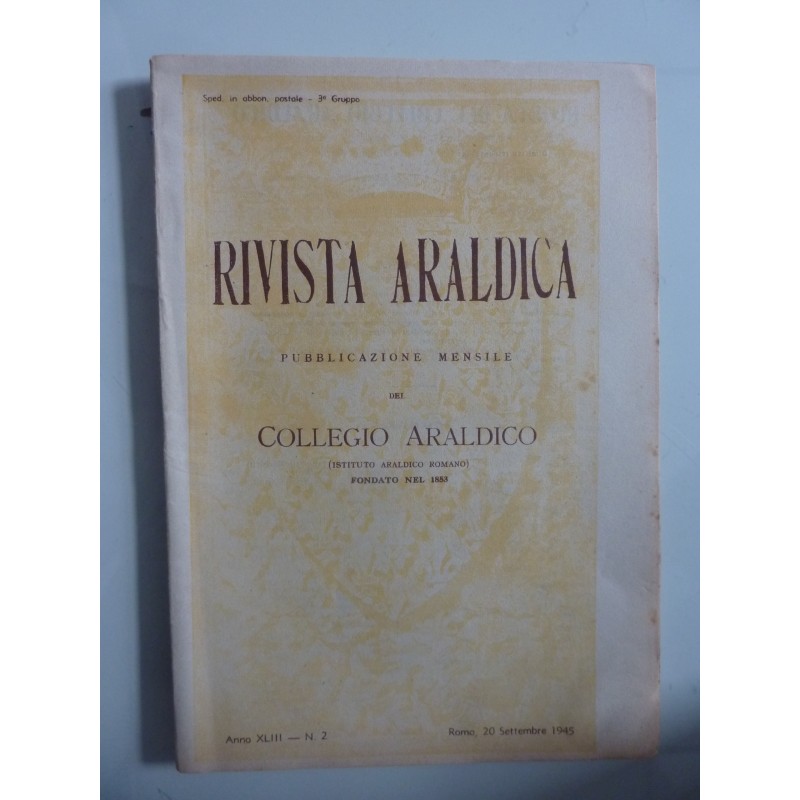 Sped. in abbon. postale - 3º Gruppo
RIVISTA ARALDICA
PUBBLICAZIONE MENSILE
DEL
COLLEGIO ARALDICO
(ISTITUTO ARALDICO ROMANO)
FONDATO NEL 1853
Anno XLIII — N. 2
Roma, 20 Settembre 1945